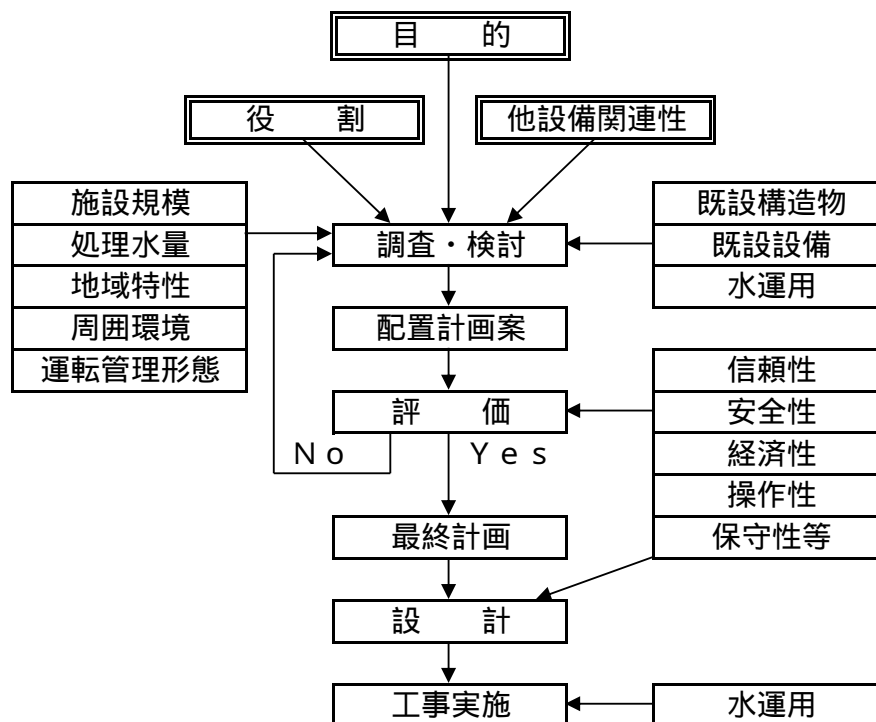 目　　的
役　　割
他設備関連性
施設規模
処理水量
地域特性
周囲環境
運転管理形態
調査・検討
既設構造物
既設設備
水運用
配置計画案
評　　価
No
Yes
信頼性
安全性
経済性
操作性
保守性等
最終計画
設　　計
工事実施
水運用